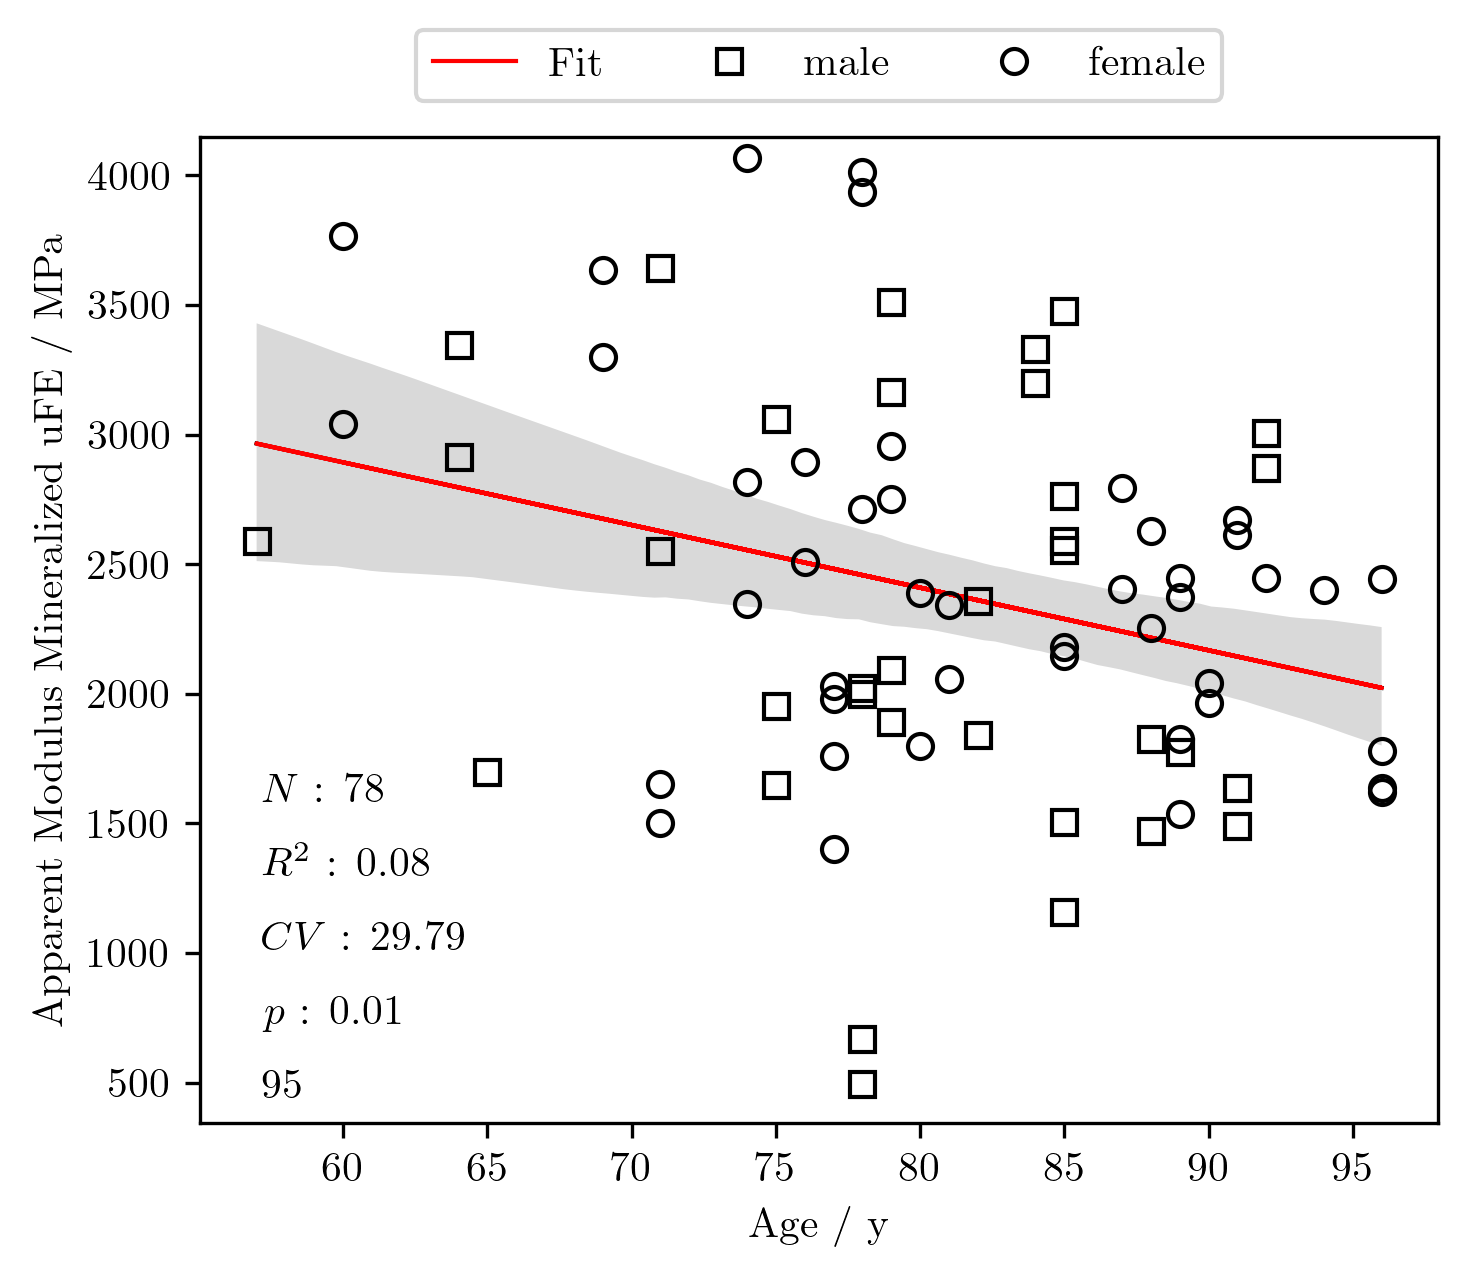 Fit male female
Apparent Modulus Mineralized uFE / MPa
4000
3500
3000
2500
2000
1500
1000
500
N : 78
R² : 0.08
CV : 29.79
p : 0.01
95
60 65 70 75 80 85 90 95
Age / y